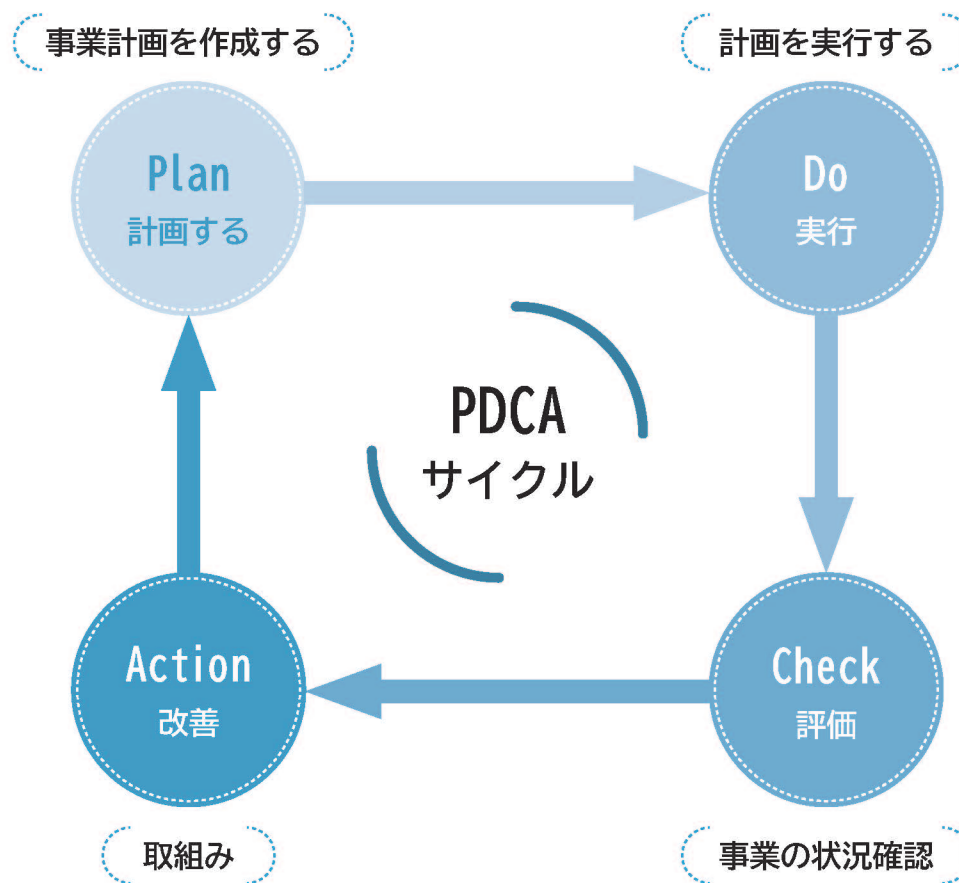 事業計画を作成する
計画を実行する
Plan
計画する
Do
実行
PDCA
サイクル
Action
改善
Check
評価
取組み
事業の状況確認